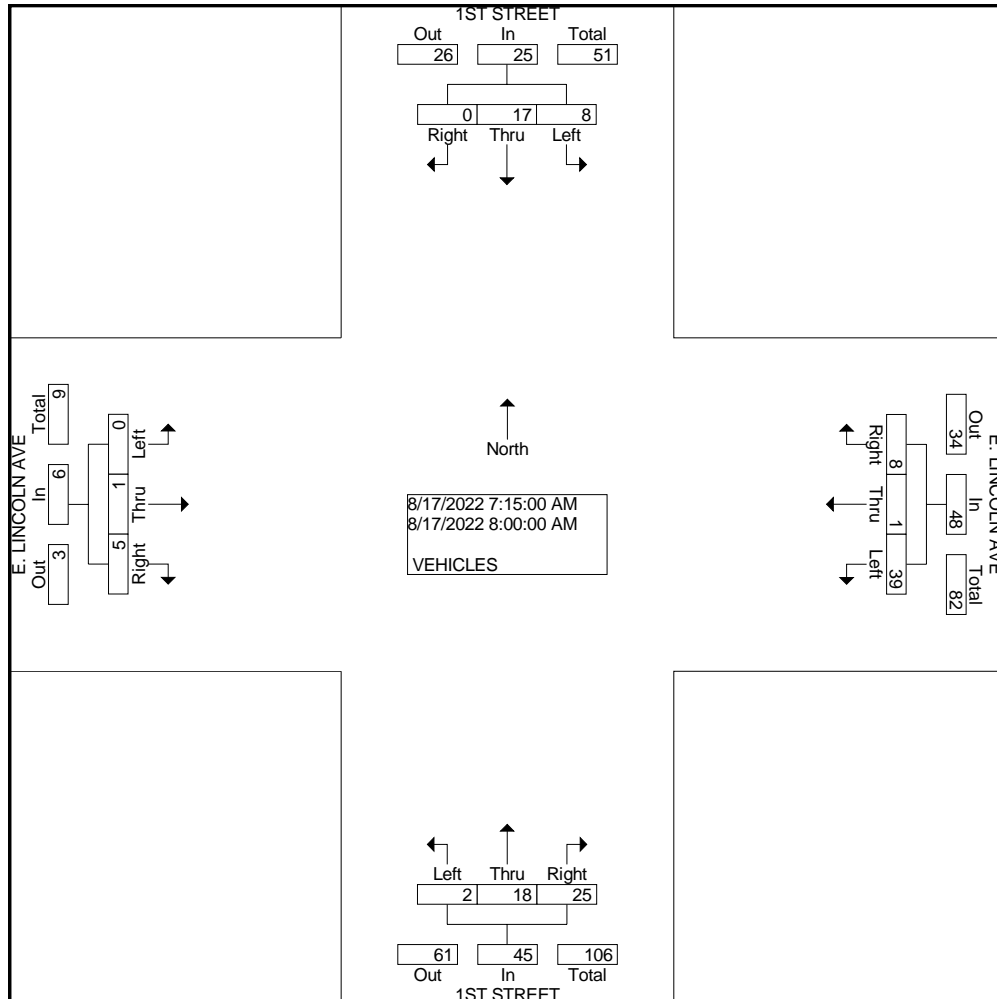 1ST STREET
Out In Total
26 25 51
0 17 8
Right Thru Left
E. LINCOLN AVE
Total In Out
9 6 3
0 1 5
Left Thru Right
North
8/17/2022 7:15:00 AM
8/17/2022 8:00:00 AM
VEHICLES
Right Thru Left
8 1 39
Out In Total
34 48 82
E. LINCOLN AVE
Left Thru Right
2 18 25
61 45 106
Out In Total
1ST STREET